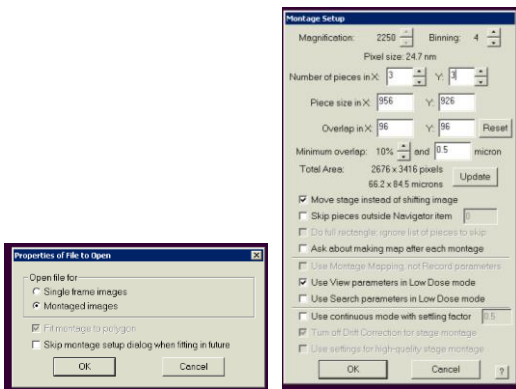 Properties of File to Open
Open file for
Single frame images
Montaged images
Fit montage to polygon
Skip montage setup dialog when fitting in future
OK Cancel
Montage Setup
Magnification: 2250 Binning: 4
Pixel size: 24.7 nm
Number of pieces in X: 3 Y: 3
Piece size in X: 956 Y: 926
Overlap in X: 96 Y: 96 Reset
Minimum overlap: 10% and 0.5 micron
Total Area: 2676 x 3416 pixels
66.2 x 84.5 microns Update
Move stage instead of shifting image
Skip pieces outside Navigator item 0
Do full rectangle; ignore list of pieces to skip
Ask about making map after each montage
Use Montage Mapping, not Record parameters
Use View parameters in Low Dose mode
Use Search parameters in Low Dose mode
Use continuous mode with settling factor 0.5
Turn off Drift Correction for stage montage
Use settings for high-quality stage montage
OK Cancel ?